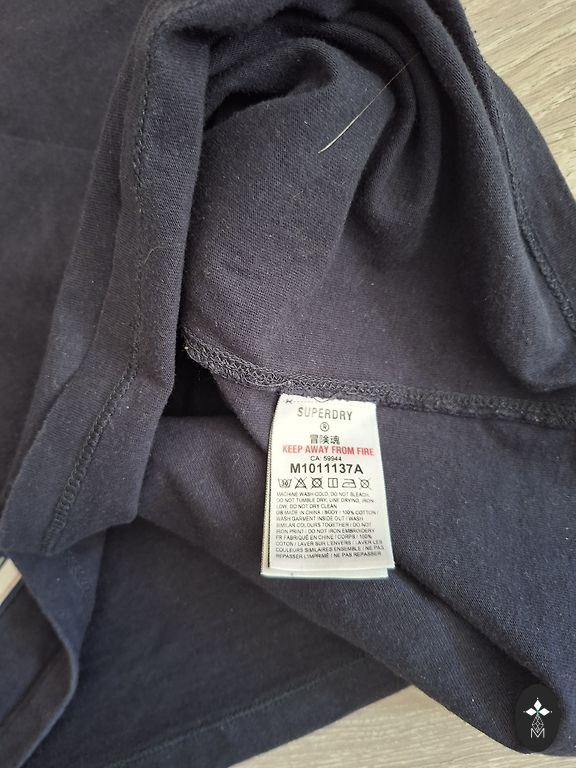 SUPERDRY
®
冒険魂
KEEP AWAY FROM FIRE
CA: 59944
M1011137A
MACHINE WASH COLD, DO NOT BLEACH,
DO NOT TUMBLE DRY, LINE DRYING, IRON
LOW, DO NOT DRY CLEAN.
GB MADE IN CHINA / BODY / 100% COTTON /
WASH GARMENT INSIDE OUT / WASH
SIMILAR COLOURS TOGETHER / DO NOT
IRON PRINT / DO NOT IRON EMBROIDERY
FR FABRIQUÉ EN CHINE / CORPS / 100%
COTON / LAVER SUR L'ENVERS / LAVER LES
COULEURS SIMILAIRES ENSEMBLE / NE PAS
REPASSER L'IMPRIMÉ / NE PAS REPASSER
M